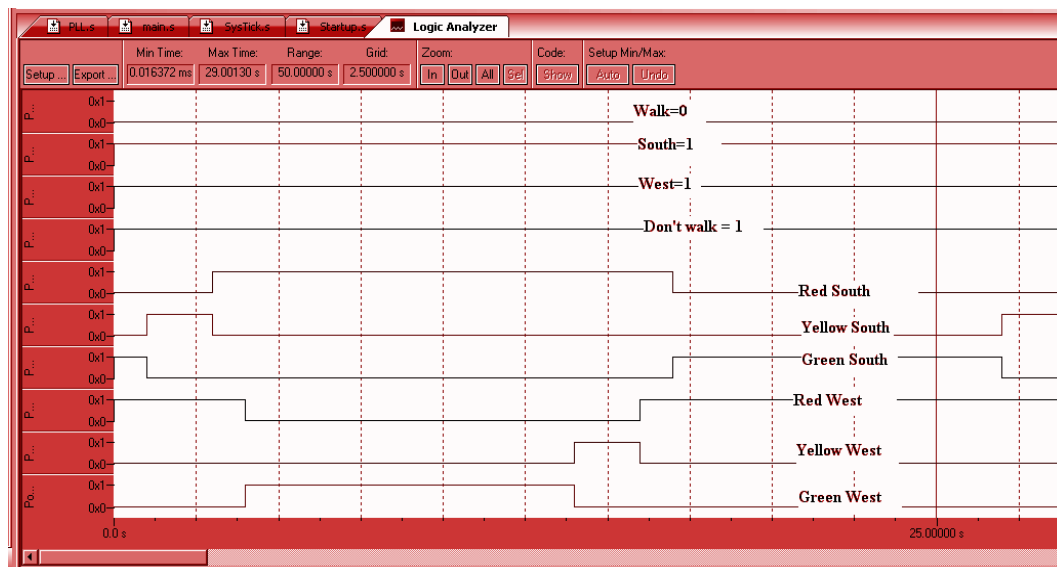 PLL.s main.s SysTick.s Startup.s Logic Analyzer
Min Time: Max Time: Range: Grid: Zoom: Code: Setup Min/Max:
Setup ... Export ... 0.016372 ms 29.00130 s 50.00000 s 2.500000 s In Out All Sel Show Auto Undo
P... 0x1 Walk=0
0x0
P... 0x1 South=1
0x0
P... 0x1 West=1
0x0
P... 0x1 Don't walk = 1
0x0
P... 0x1
0x0 Red South
P... 0x1 Yellow South
0x0
P... 0x1 Green South
0x0
P... 0x1 Red West
0x0
P... 0x1 Yellow West
0x0
Po... 0x1 Green West
0x0
0.0 s 25.00000 s